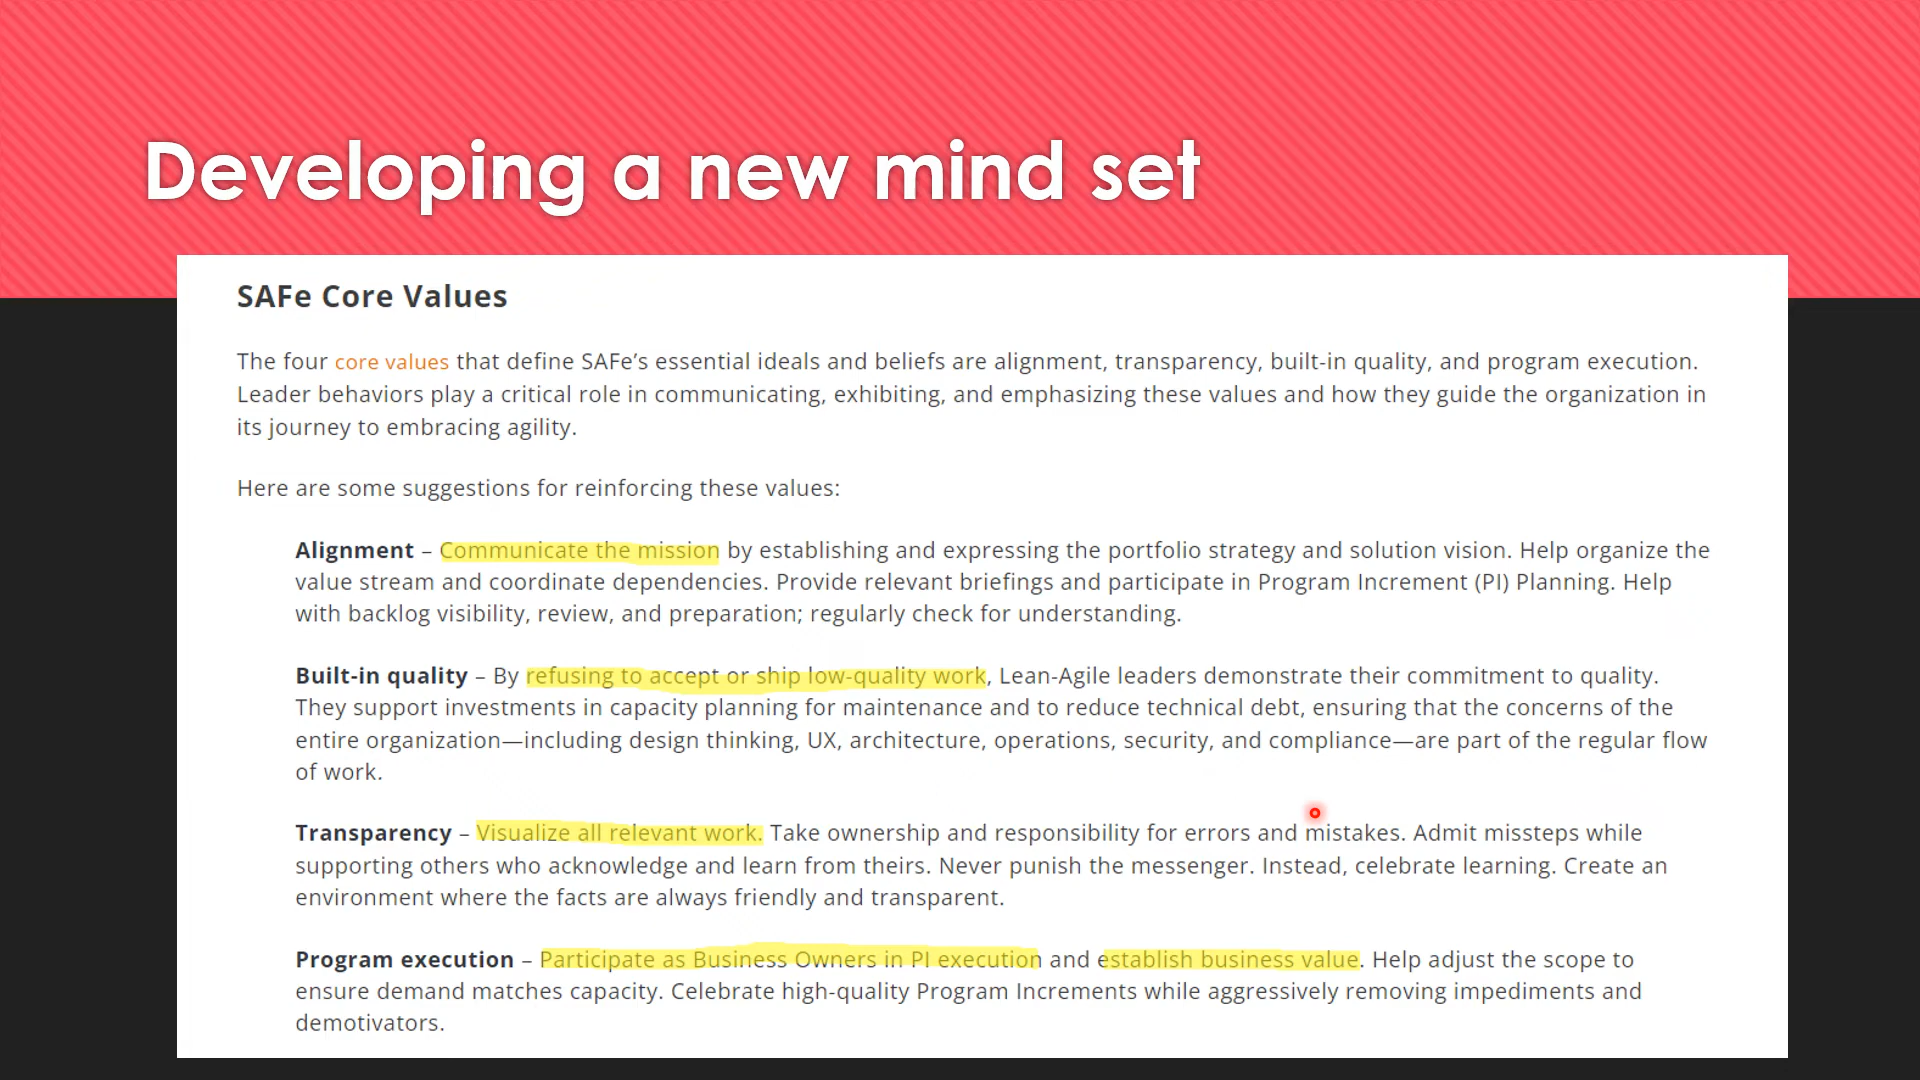 Developing a new mind set
SAFe Core Values
The four core values that define SAFe’s essential ideals and beliefs are alignment, transparency, built-in quality, and program execution.
Leader behaviors play a critical role in communicating, exhibiting, and emphasizing these values and how they guide the organization in
its journey to embracing agility.
Here are some suggestions for reinforcing these values:
Alignment – Communicate the mission by establishing and expressing the portfolio strategy and solution vision. Help organize the
value stream and coordinate dependencies. Provide relevant briefings and participate in Program Increment (PI) Planning. Help
with backlog visibility, review, and preparation; regularly check for understanding.
Built-in quality – By refusing to accept or ship low-quality work, Lean-Agile leaders demonstrate their commitment to quality.
They support investments in capacity planning for maintenance and to reduce technical debt, ensuring that the concerns of the
entire organization—including design thinking, UX, architecture, operations, security, and compliance—are part of the regular flow
of work.
Transparency – Visualize all relevant work. Take ownership and responsibility for errors and mistakes. Admit missteps while
supporting others who acknowledge and learn from theirs. Never punish the messenger. Instead, celebrate learning. Create an
environment where the facts are always friendly and transparent.
Program execution – Participate as Business Owners in PI execution and establish business value. Help adjust the scope to
ensure demand matches capacity. Celebrate high-quality Program Increments while aggressively removing impediments and
demotivators.